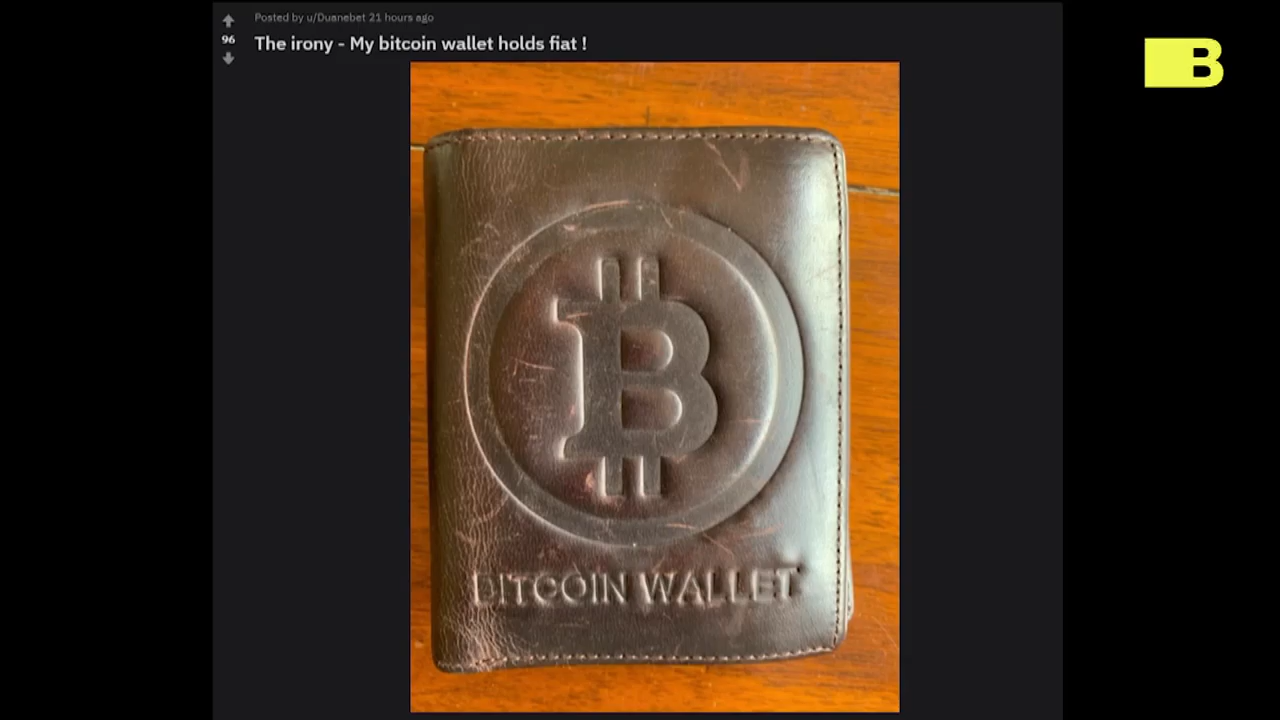 Posted by u/Duanebet 21 hours ago
96
The irony - My bitcoin wallet holds fiat !
B
BITCOIN WALLET
B